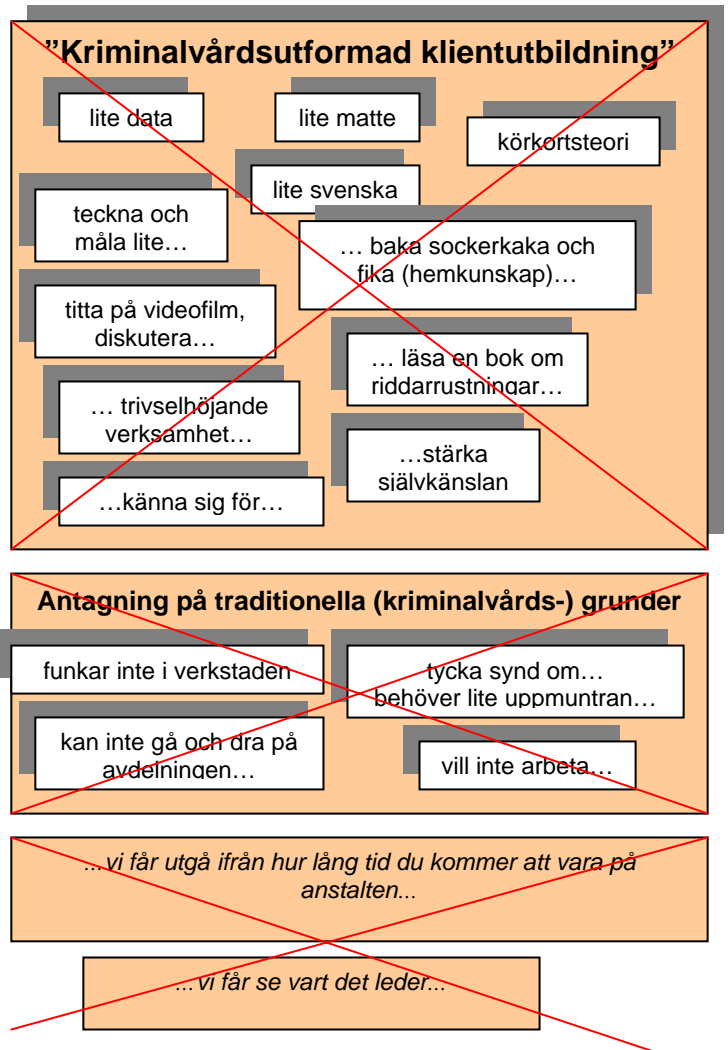 ”Kriminalvårdsutformad klientutbildning”
lite data
lite matte
körkortsteori
lite svenska
teckna och
måla lite…
… baka sockerkaka och
fika (hemkunskap)…
titta på videofilm,
diskutera…
… läsa en bok om
riddarrustningar…
… trivselhöjande
verksamhet…
…stärka
självkänslan
…känna sig för…
Antagning på traditionella (kriminalvårds-) grunder
funkar inte i verkstaden
tycka synd om…
behöver lite uppmuntran…
kan inte gå och dra på
avdelningen…
vill inte arbeta…
...vi får utgå ifrån hur lång tid du kommer att vara på
anstalten...
...vi får se vart det leder...